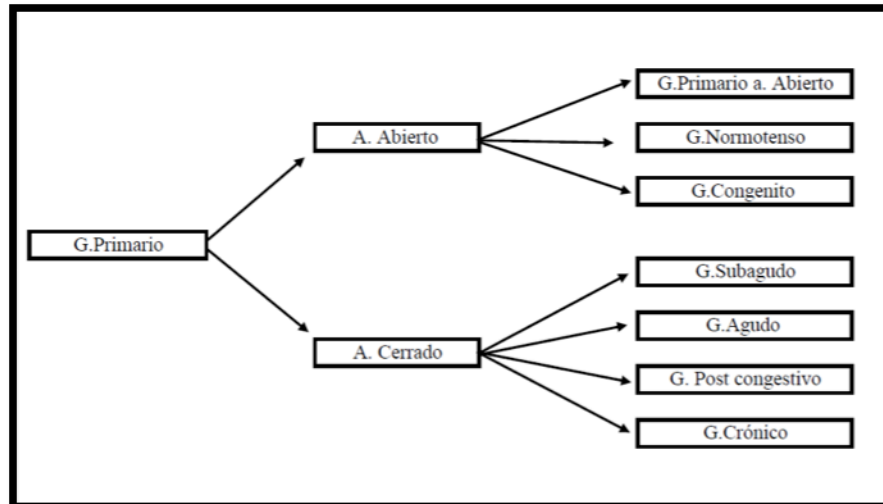 G.Primario
A. Abierto
G.Primario a. Abierto
G.Normotenso
G.Congenito
A. Cerrado
G.Subagudo
G.Agudo
G. Post congestivo
G.Crónico